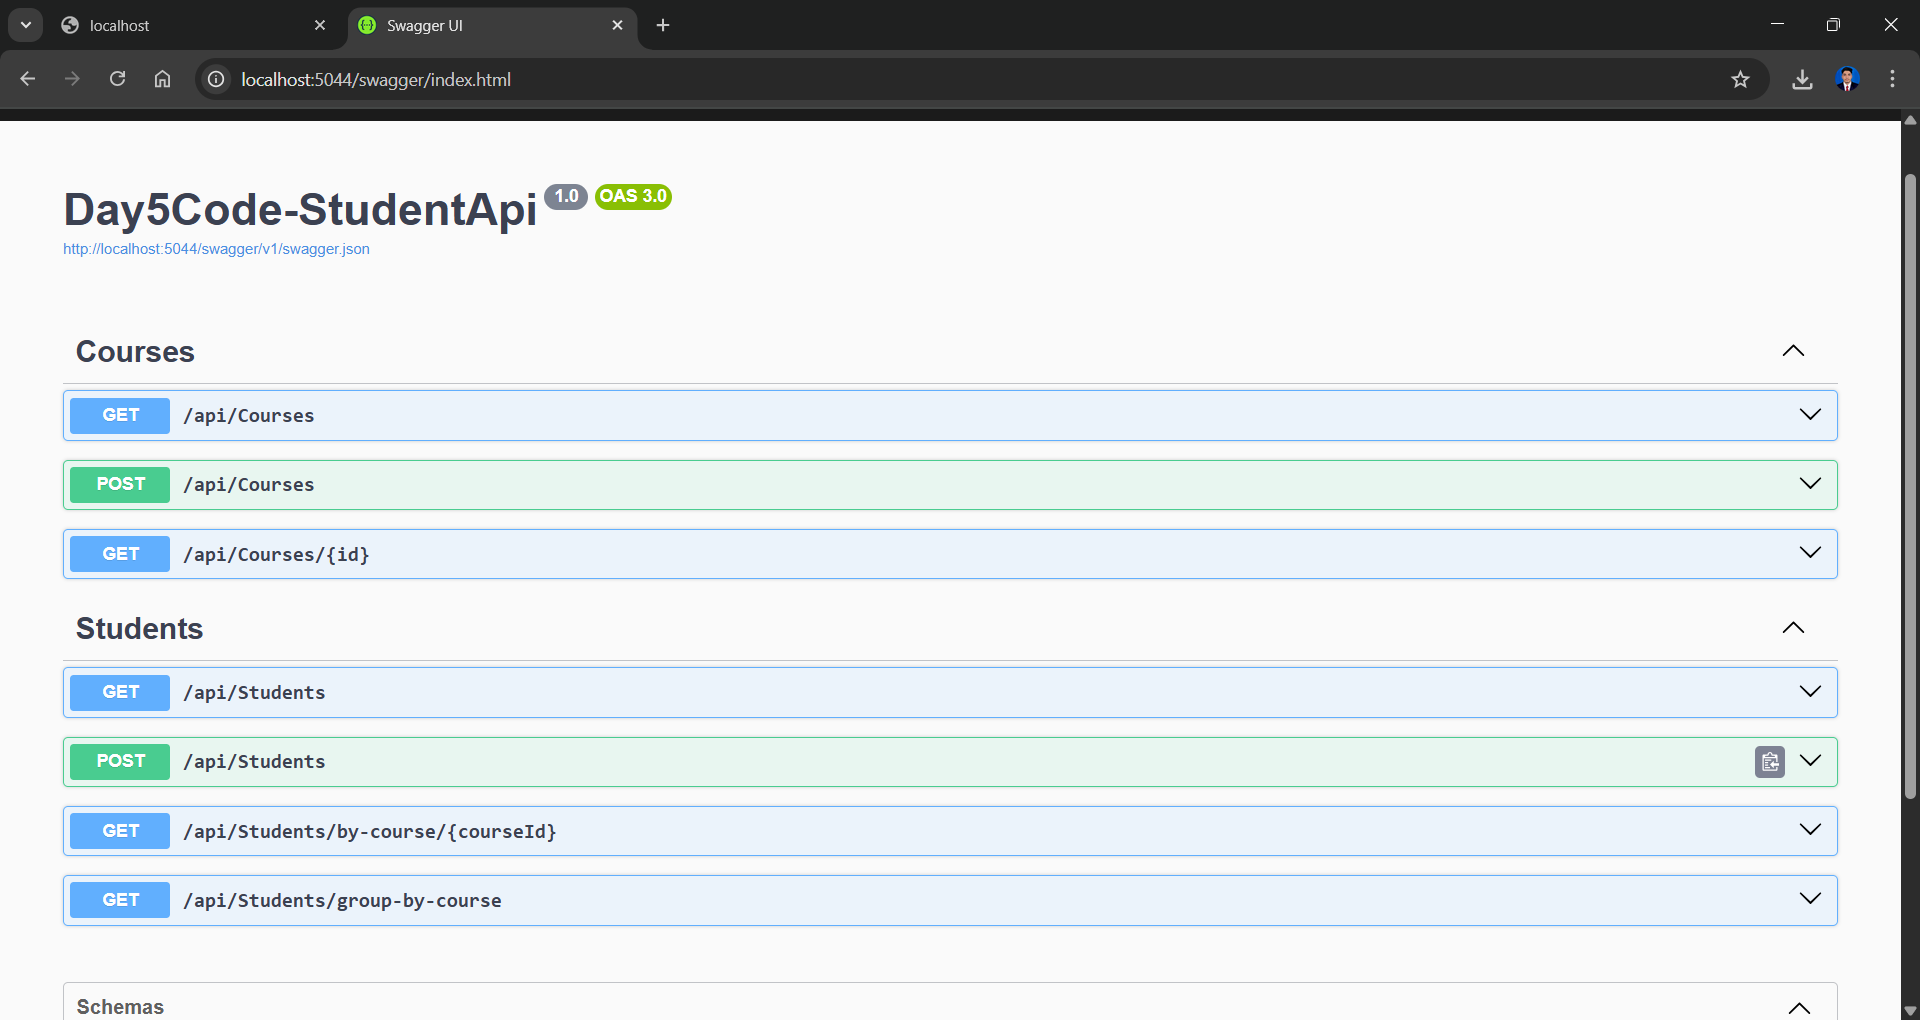 localhost
Swagger UI
localhost:5044/swagger/index.html
Day5Code-StudentApi 1.0 OAS 3.0
http://localhost:5044/swagger/v1/swagger.json
Courses
GET /api/Courses
POST /api/Courses
GET /api/Courses/{id}
Students
GET /api/Students
POST /api/Students
GET /api/Students/by-course/{courseId}
GET /api/Students/group-by-course
Schemas